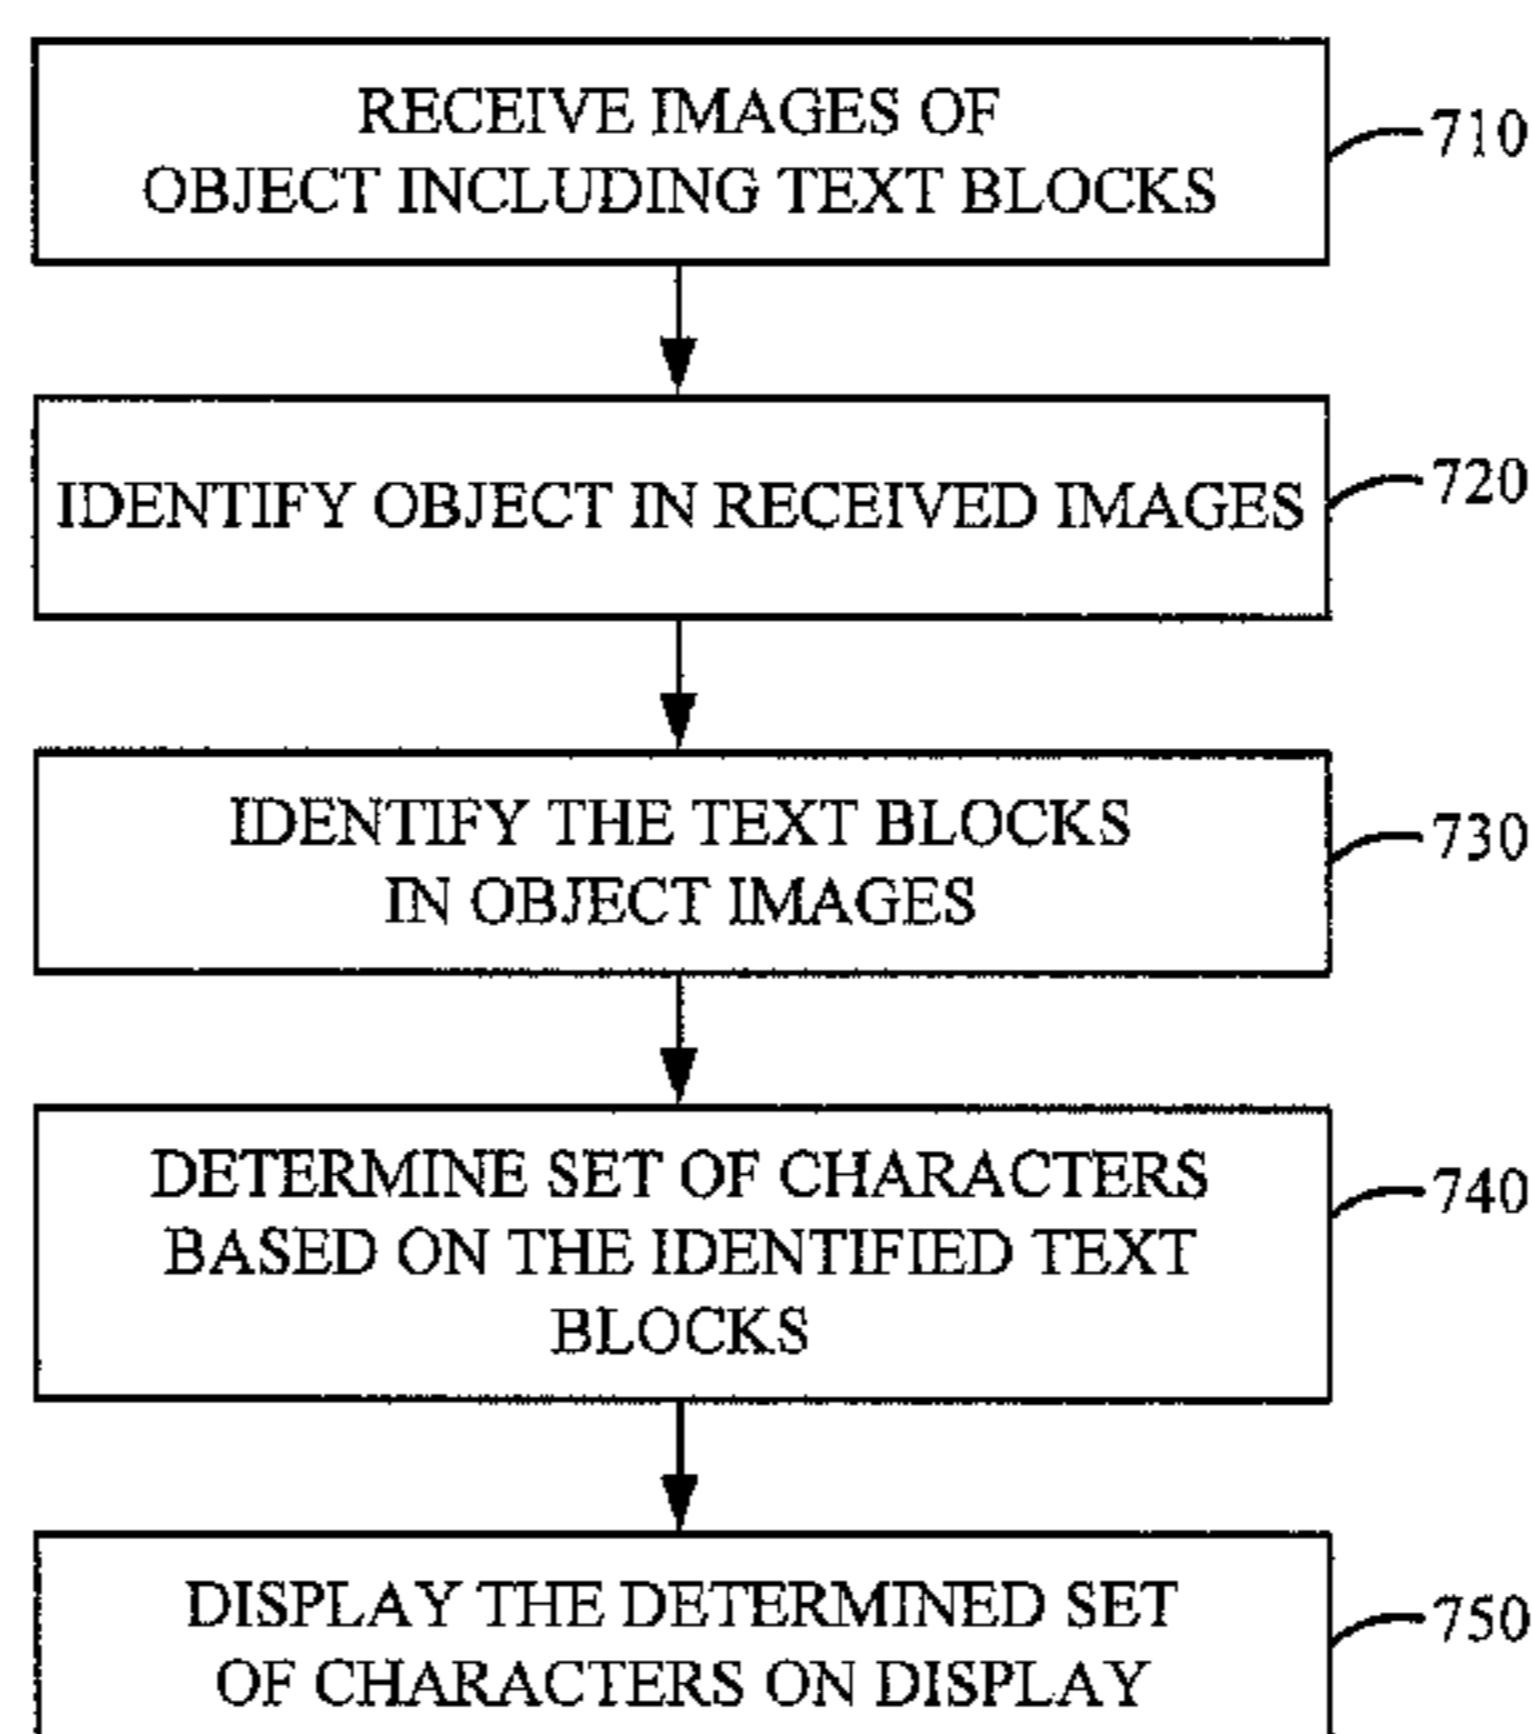 RECEIVE IMAGES OF
OBJECT INCLUDING TEXT BLOCKS
710
IDENTIFY OBJECT IN RECEIVED IMAGES
720
IDENTIFY THE TEXT BLOCKS
IN OBJECT IMAGES
730
DETERMINE SET OF CHARACTERS
BASED ON THE IDENTIFIED TEXT
BLOCKS
740
DISPLAY THE DETERMINED SET
OF CHARACTERS ON DISPLAY
750